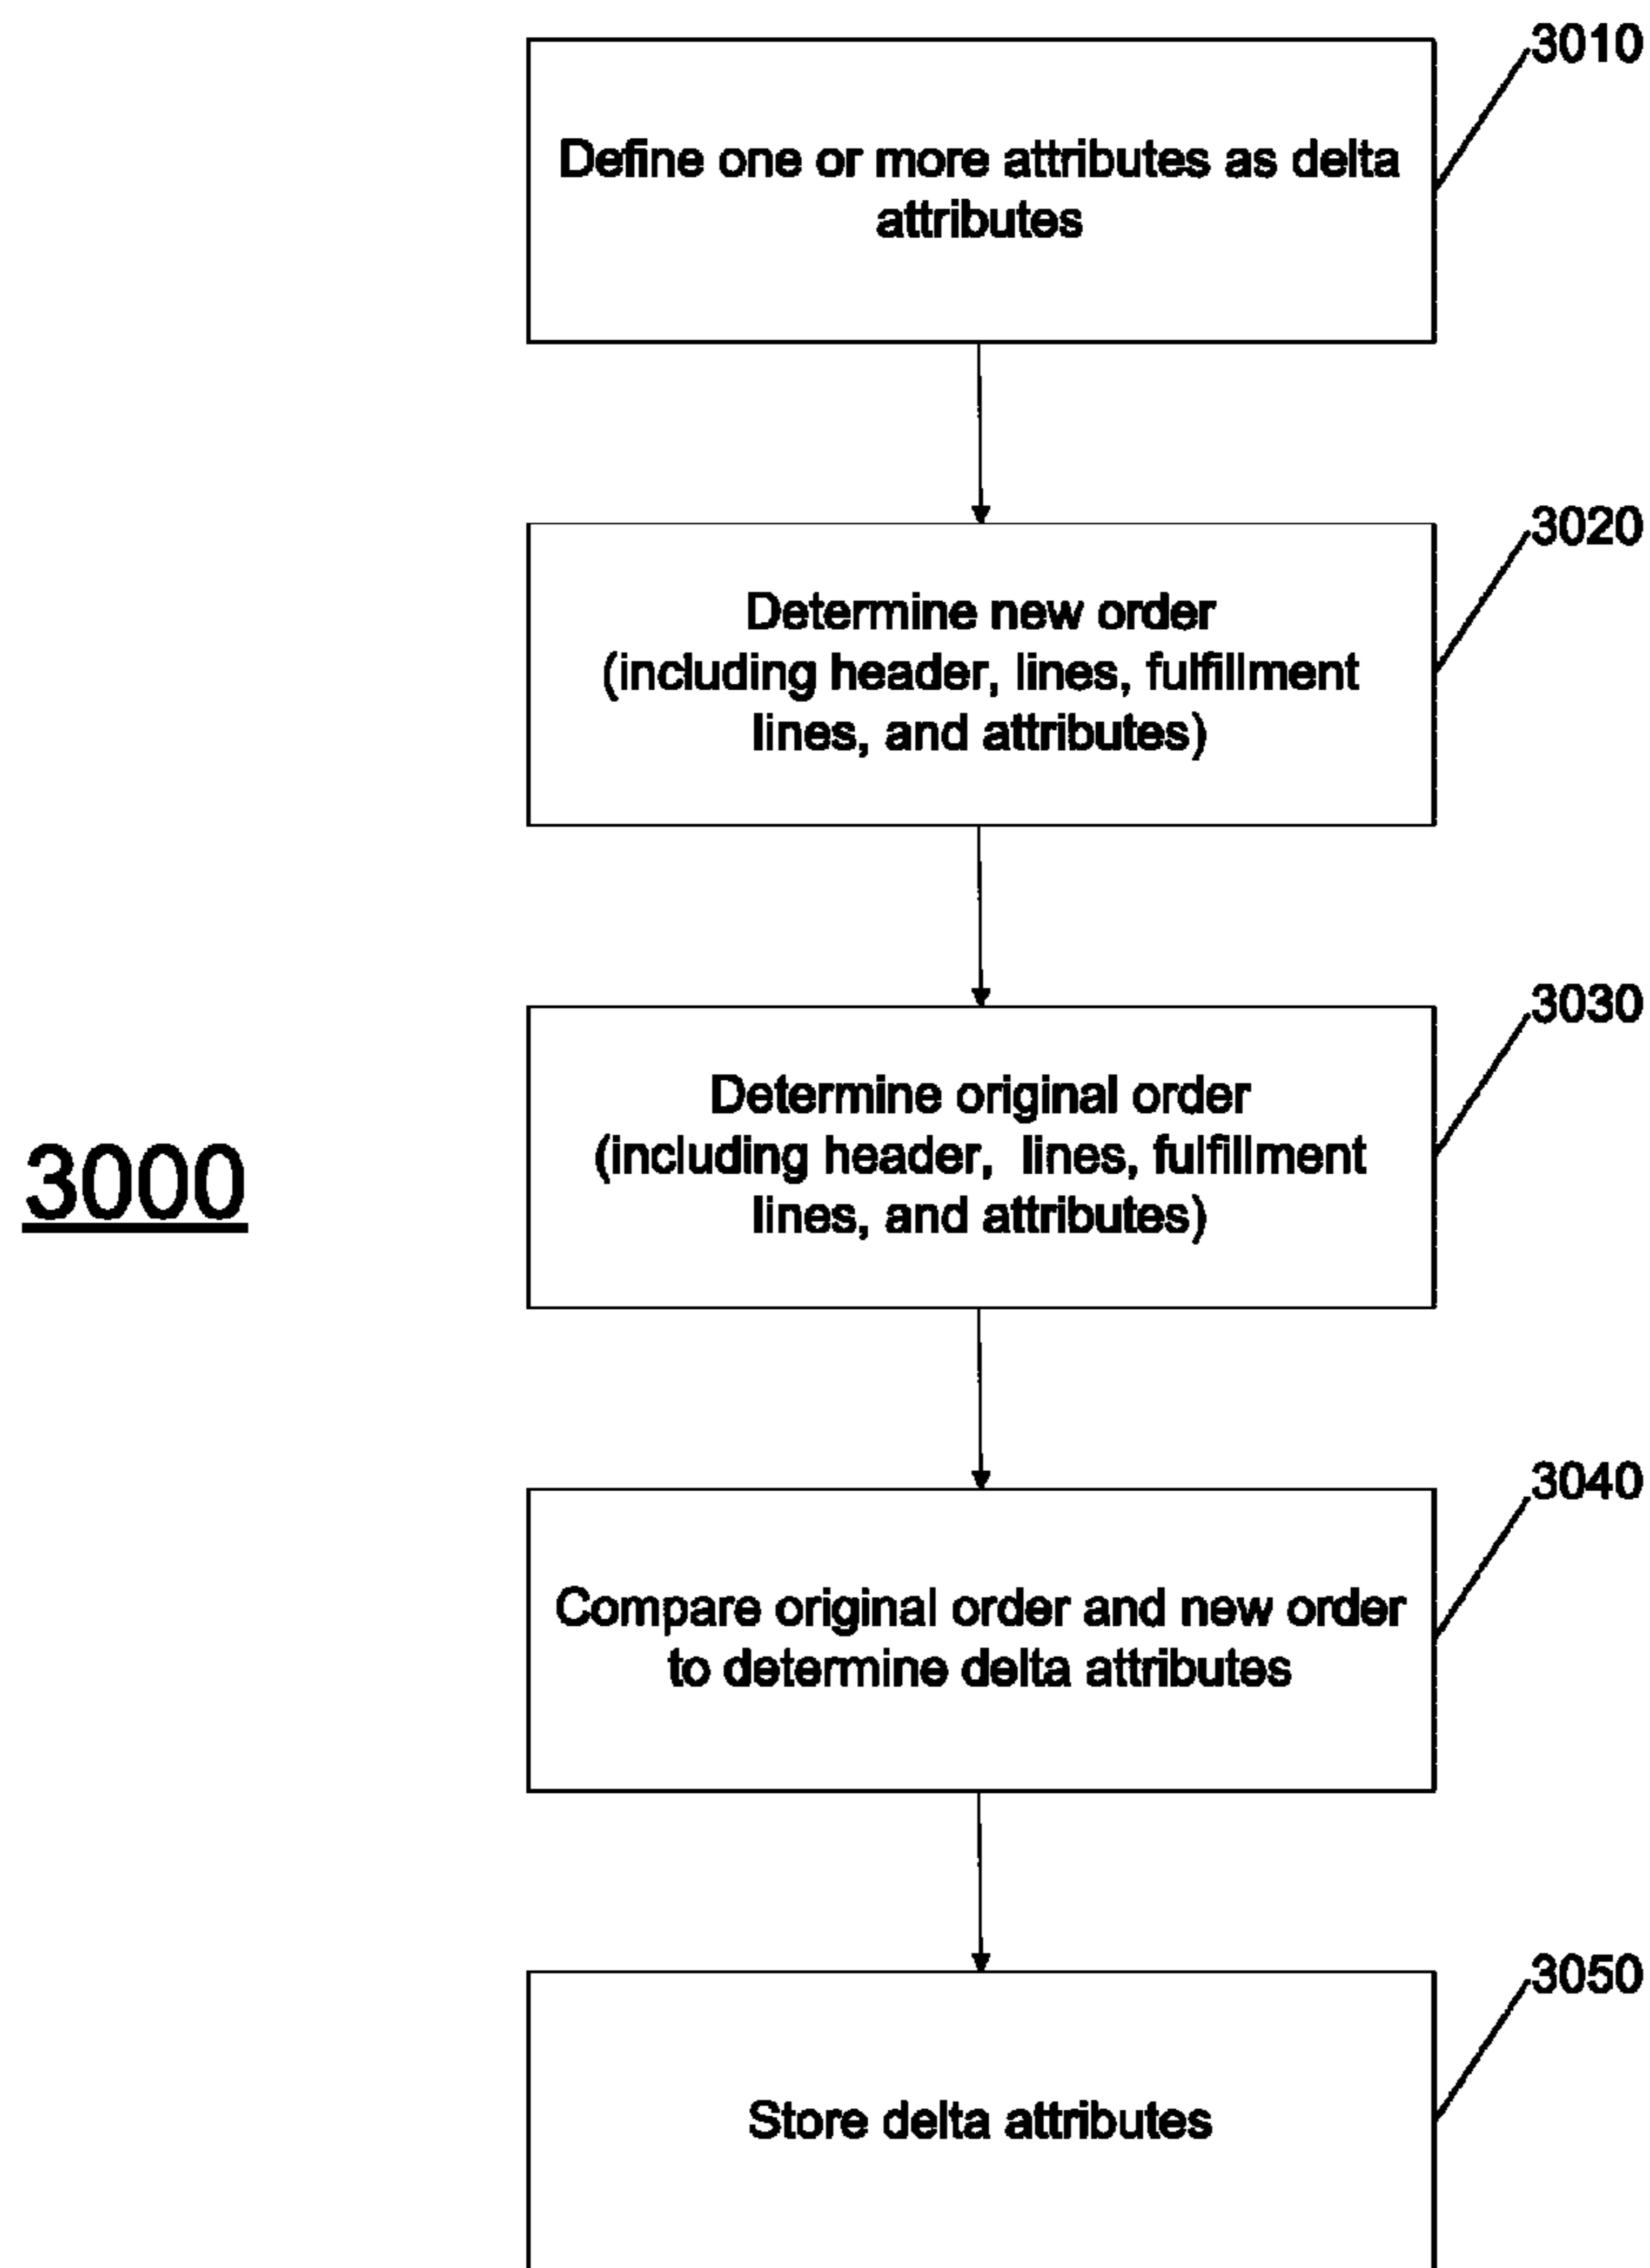 3010
Define one or more attributes as delta
attributes
3020
Determine new order
(including header, lines, fulfillment
lines, and attributes)
3030
Determine original order
(including header, lines, fulfillment
lines, and attributes)
3000
3040
Compare original order and new order
to determine delta attributes
3050
Store delta attributes